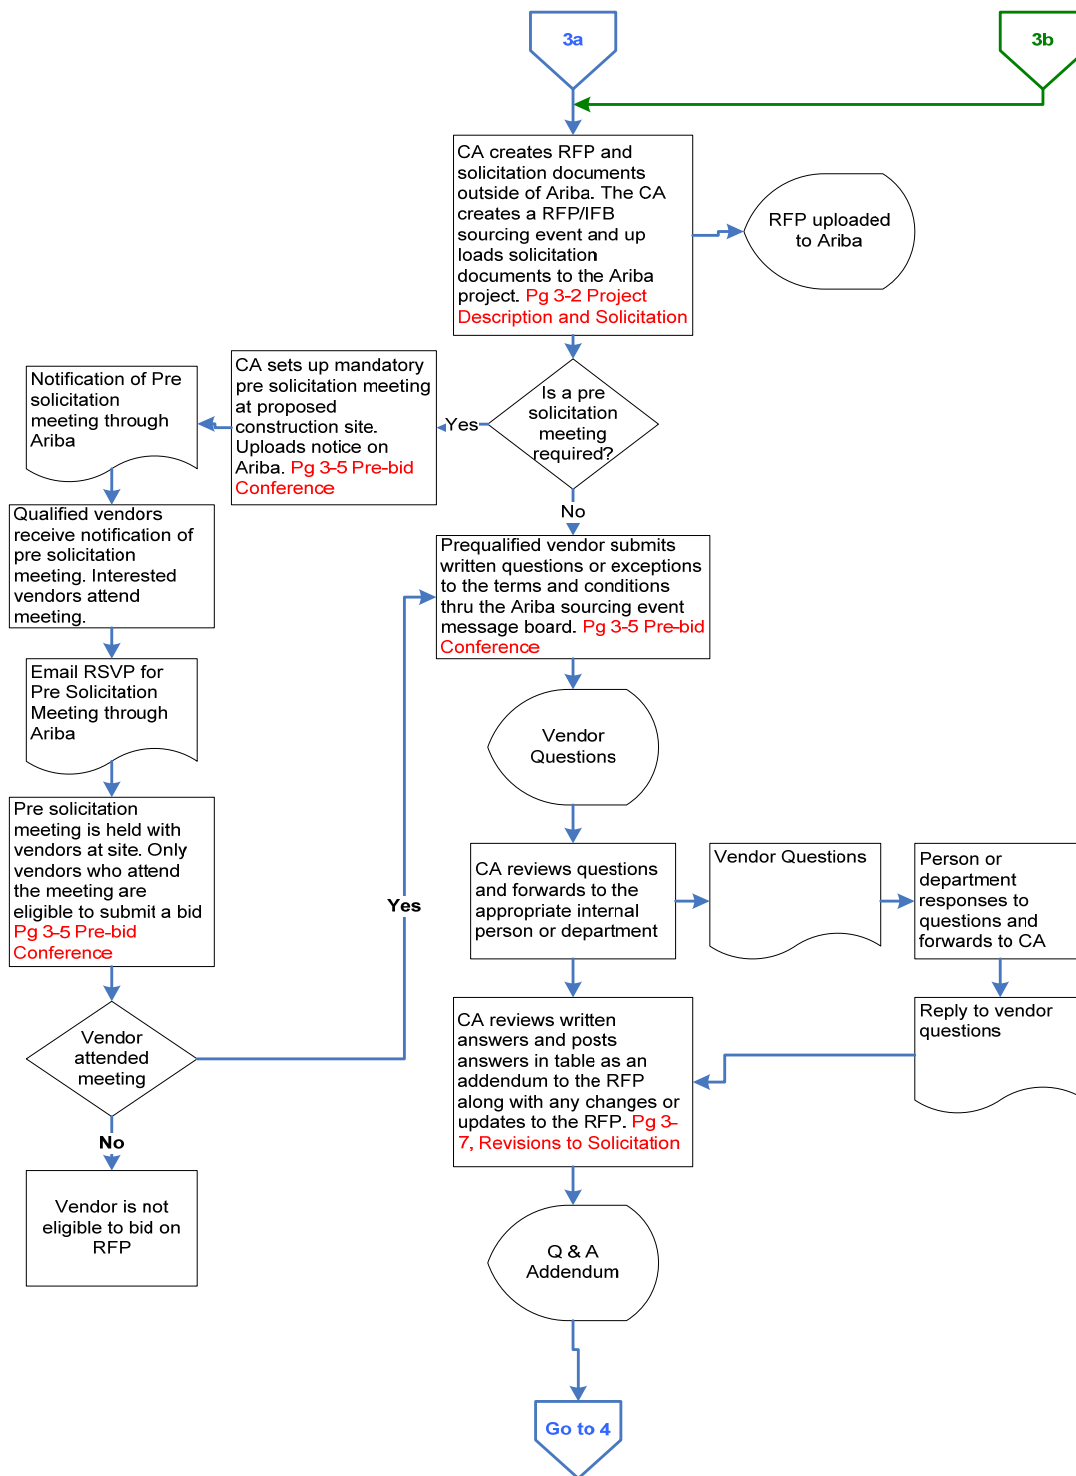 3a
3b
CA creates RFP and
solicitation documents
outside of Ariba. The CA
creates a RFP/IFB
sourcing event and up
loads solicitation
documents to the Ariba
project. Pg 3-2 Project
Description and Solicitation
RFP uploaded
to Ariba
Is a pre
solicitation
meeting
required?
Yes
CA sets up mandatory
pre solicitation meeting
at proposed
construction site.
Uploads notice on
Ariba. Pg 3-5 Pre-bid
Conference
Notification of Pre
solicitation
meeting through
Ariba
Qualified vendors
receive notification of
pre solicitation
meeting. Interested
vendors attend
meeting.
Email RSVP for
Pre Solicitation
Meeting through
Ariba
Pre solicitation
meeting is held with
vendors at site. Only
vendors who attend
the meeting are
eligible to submit a bid
Pg 3-5 Pre-bid
Conference
Vendor
attended
meeting
Yes
No
Vendor is not
eligible to bid on
RFP
No
Prequalified vendor submits
written questions or exceptions
to the terms and conditions
thru the Ariba sourcing event
message board. Pg 3-5 Pre-bid
Conference
Vendor
Questions
CA reviews questions
and forwards to the
appropriate internal
person or department
Vendor Questions
Person or
department
responses to
questions and
forwards to CA
Reply to vendor
questions
CA reviews written
answers and posts
answers in table as an
addendum to the RFP
along with any changes or
updates to the RFP. Pg 3-
7, Revisions to Solicitation
Q & A
Addendum
Go to 4